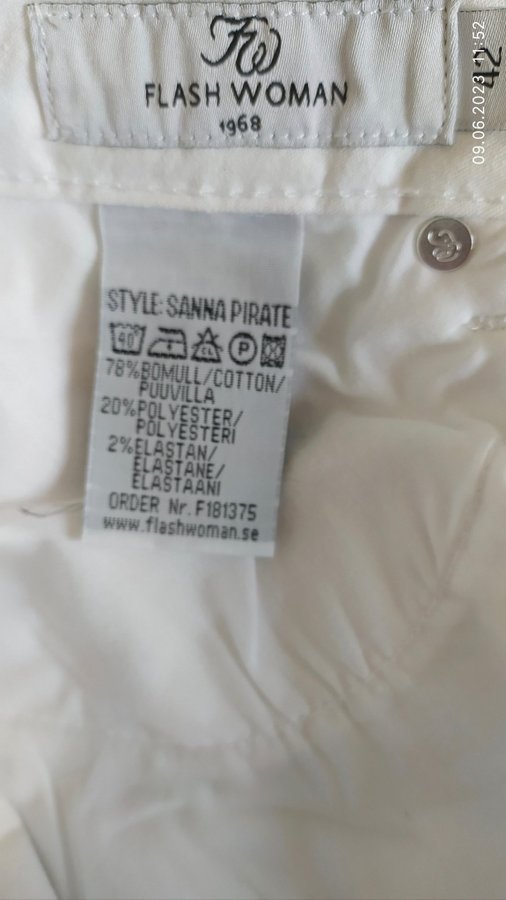 FW
FLASH WOMAN
1968
42
09.06.2023 11:52
STYLE: SANNA PIRATE
40 CL P
78%BOMULL/COTTON/
PUUVILLA
20%POLYESTER/
POLYESTERI
2%ELASTAN/
ELASTANE/
ELASTAANI
ORDER Nr. F181375
www.flashwoman.se